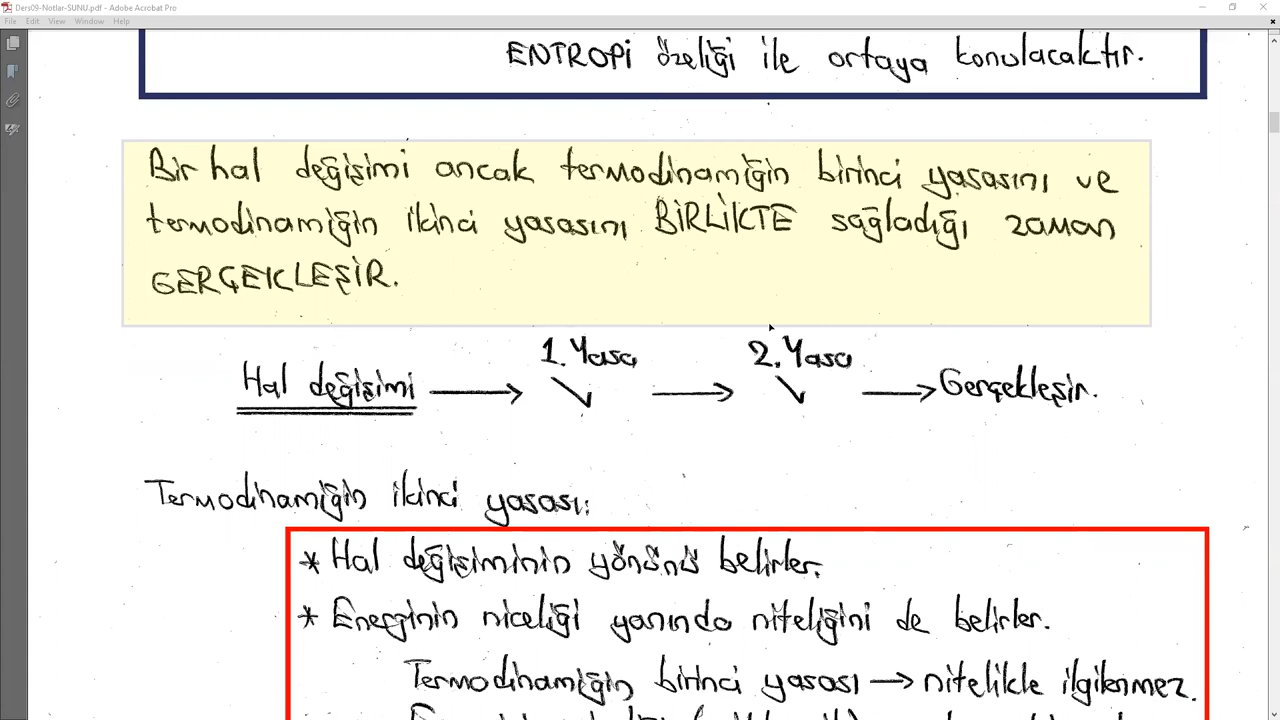 Ders09-Notlar-SUNU.pdf - Adobe Acrobat Pro
File Edit View Window Help
ENTROPİ özeliği ile ortaya konulacaktır.
Bir hal değişimi ancak termodinamiğin birinci yasasını ve
termodinamiğin ikinci yasasını BİRLİKTE sağladığı zaman
GERÇEKLEŞİR.
1. Yasa 2. Yasa
Hal değişimi → → → Gerçekleşir.
Termodinamiğin ikinci yasası:
* Hal değişiminin yönünü belirler.
* Enerjinin niceliği yanında niteliğini de belirler.
Termodinamiğin birinci yasası → nitelikle ilgilenmez.